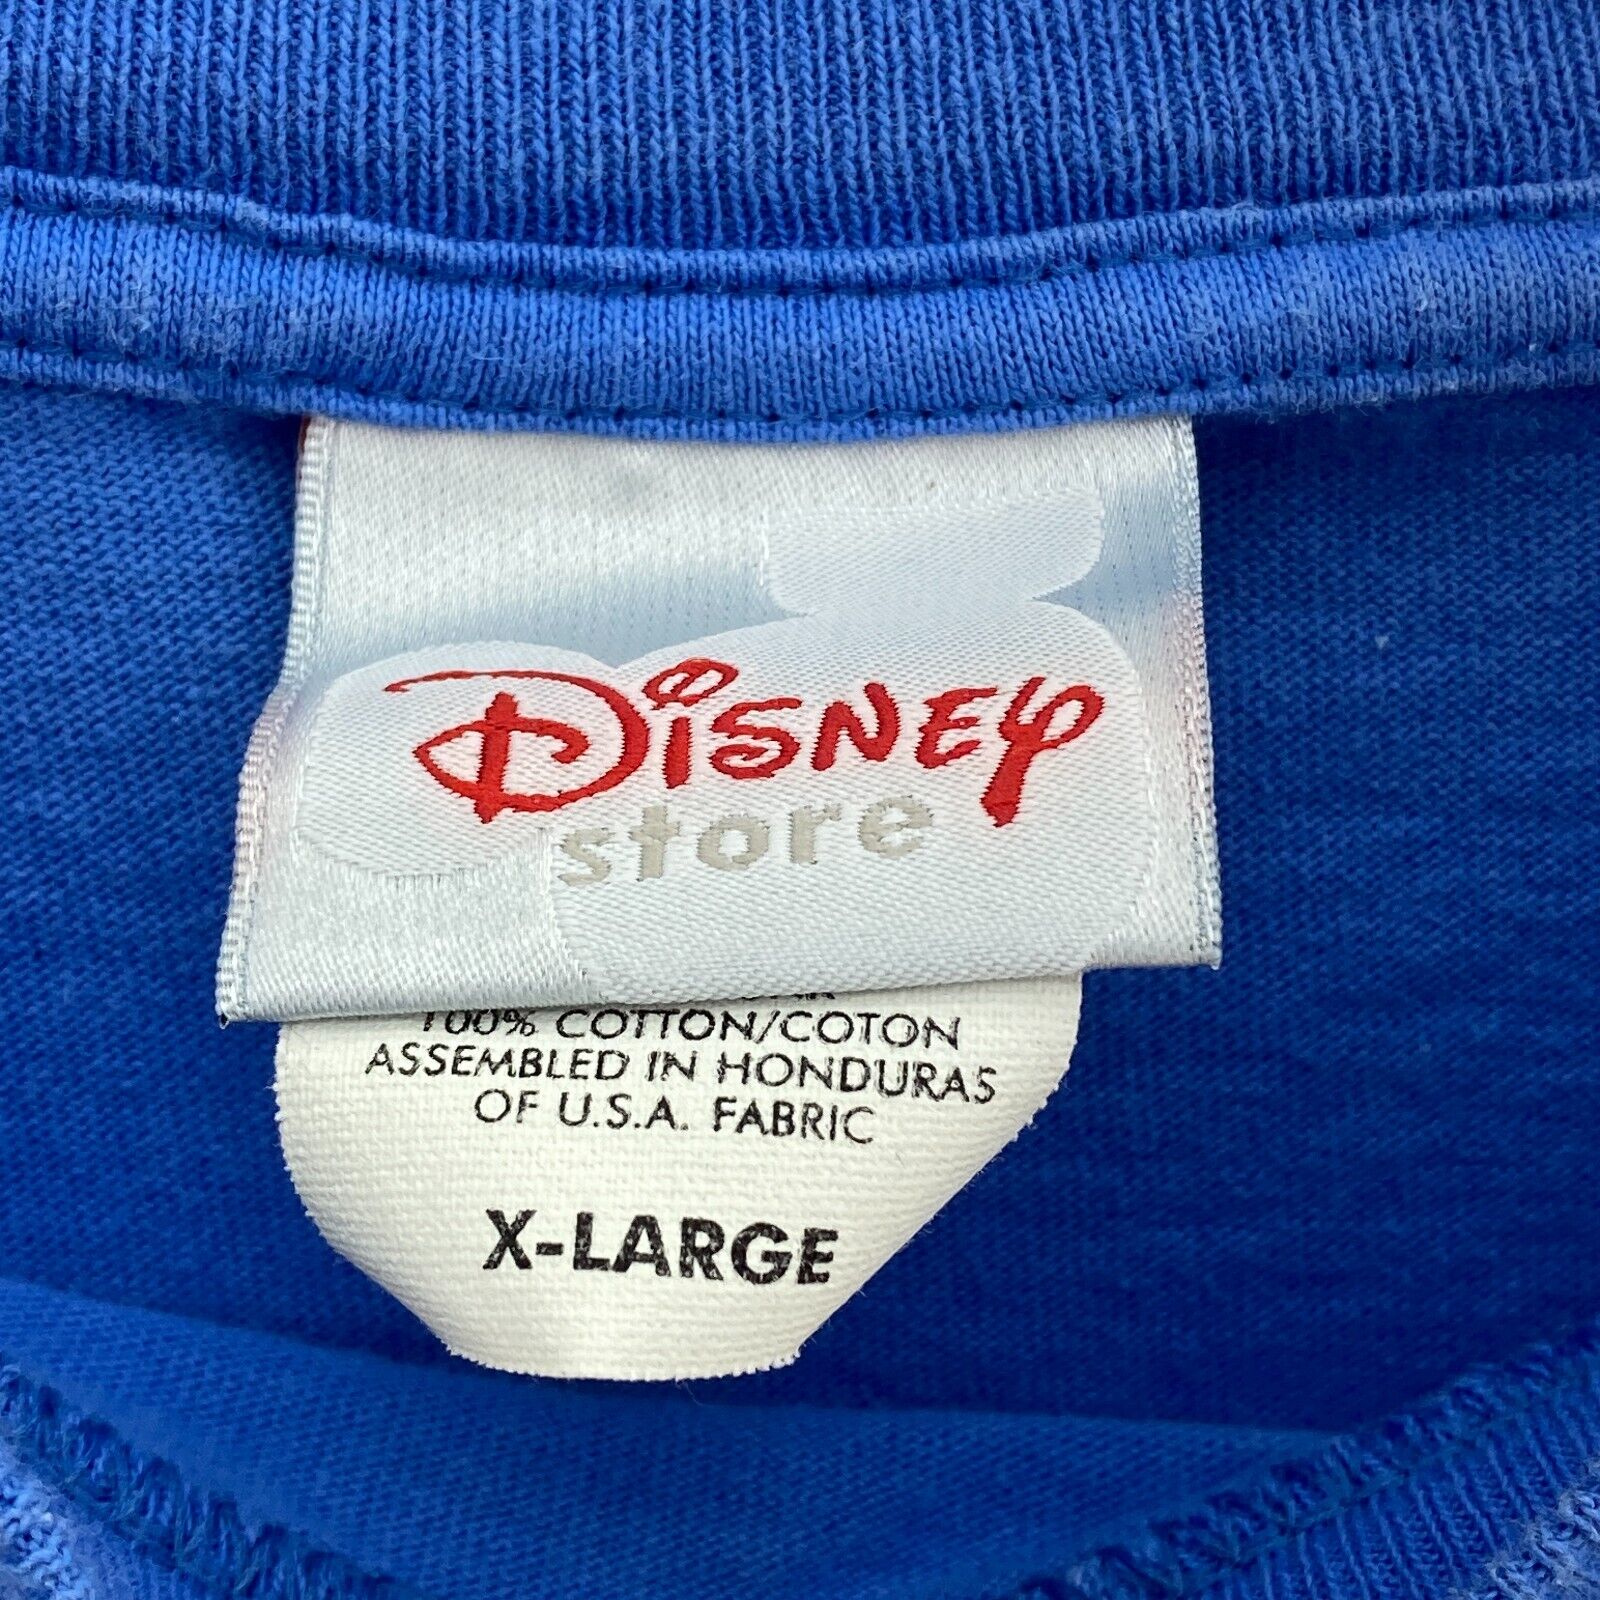 Disney
store
100% COTTON/COTON
ASSEMBLED IN HONDURAS
OF U.S.A. FABRIC
X-LARGE